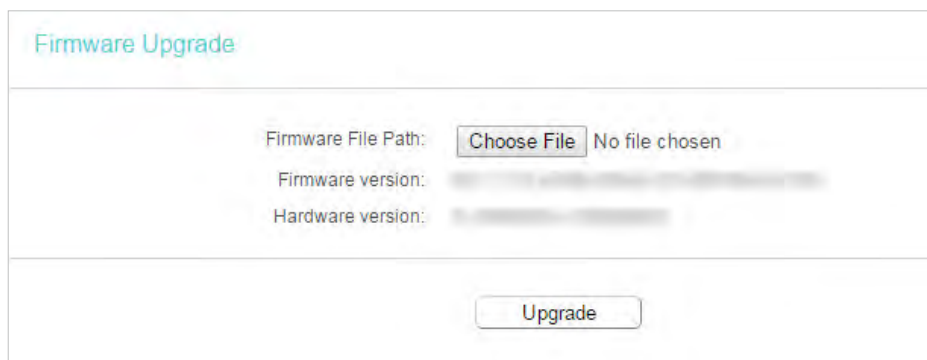 Firmware Upgrade
Firmware File Path: Choose File No file chosen
Firmware version:
Hardware version:
Upgrade